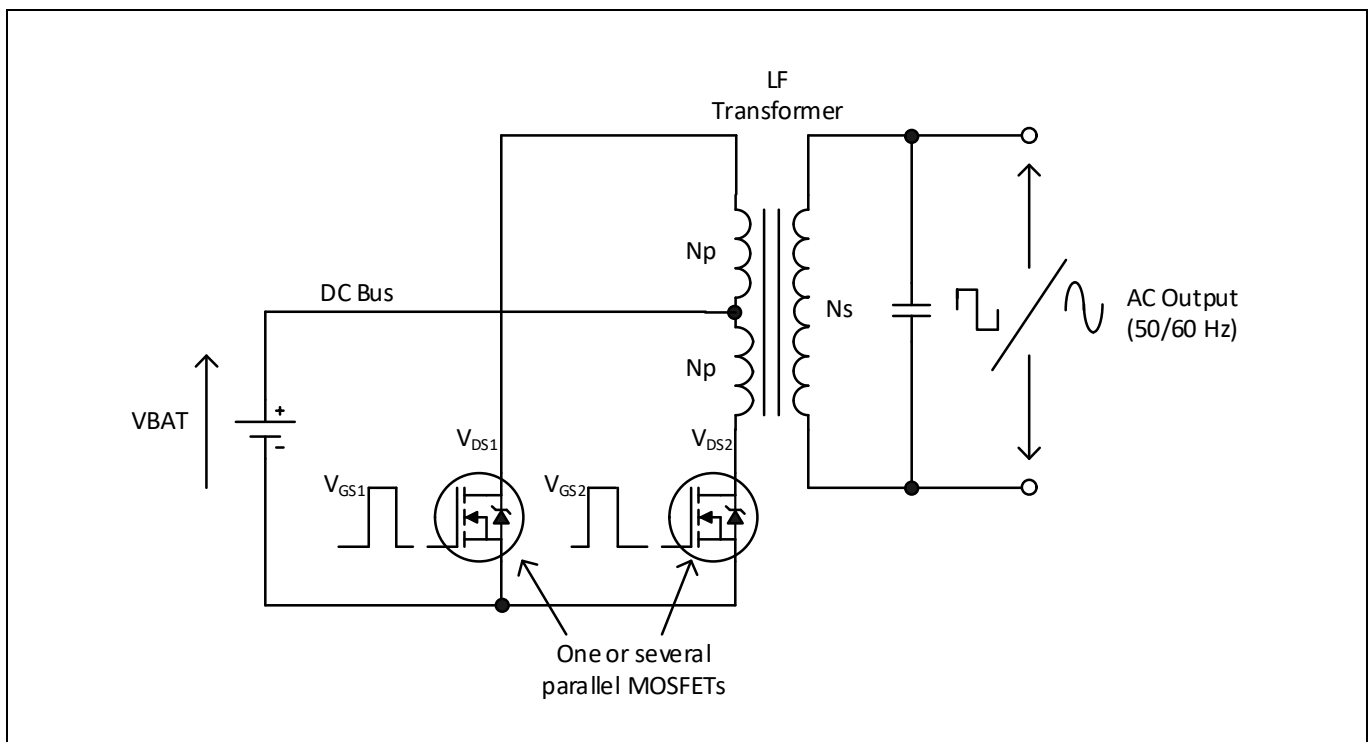 LF
Transformer
Np
DC Bus
Ns
AC Output
(50/60 Hz)
Np
VBAT
+
-
VDS1
VDS2
VGS1
VGS2
One or several
parallel MOSFETs